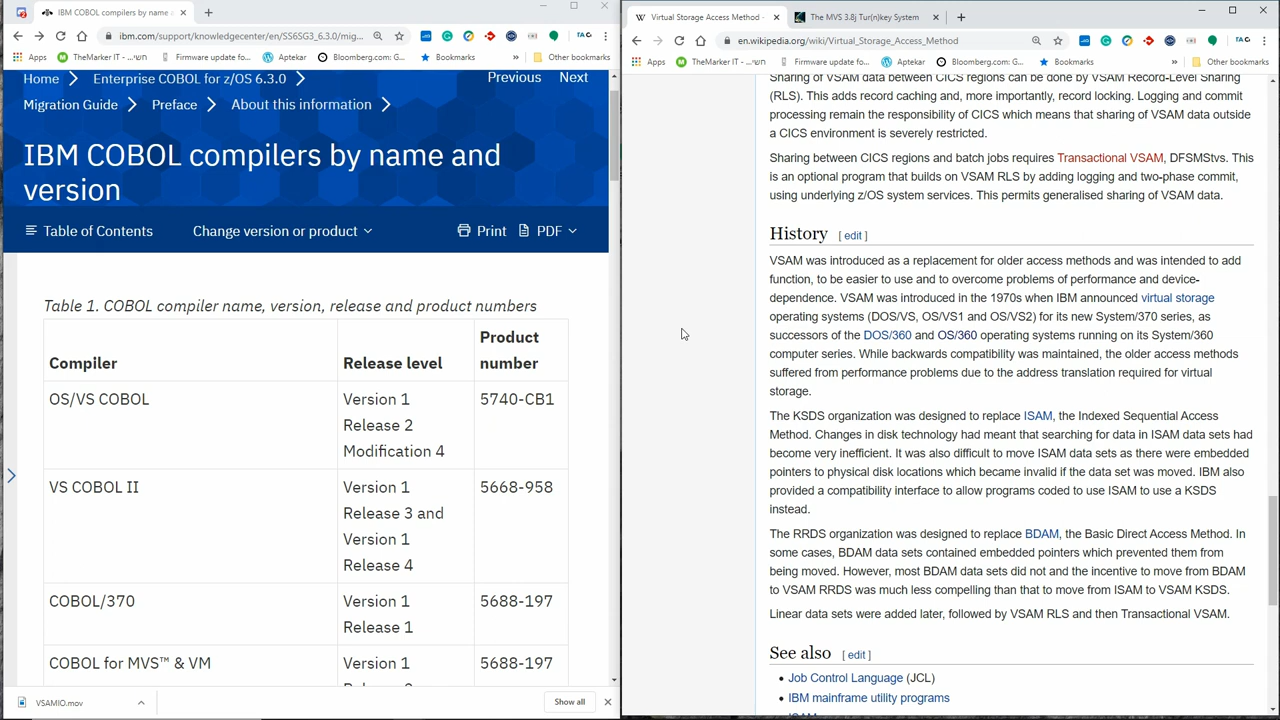 IBM COBOL compilers by name a
ibm.com/support/knowledgecenter/en/SS6SG3_6.3.0/mig...
Apps
TheMarker IT - חדשות...
Firmware update fo...
Aptekar
Bloomberg.com: G...
Bookmarks
»
Other bookmarks
Home
Enterprise COBOL for z/OS 6.3.0
Previous
Next
Migration Guide
Preface
About this information
IBM COBOL compilers by name and
version
Table of Contents
Change version or product
Print
PDF
Table 1. COBOL compiler name, version, release and product numbers
Compiler
Release level
Product
number
OS/VS COBOL
Version 1
Release 2
Modification 4
5740-CB1
VS COBOL II
Version 1
Release 3 and
Version 1
Release 4
5668-958
COBOL/370
Version 1
Release 1
5688-197
COBOL for MVS™ & VM
Version 1
5688-197
VSAMIO.mov
Show all
Virtual Storage Access Method -
The MVS 3.8j Tur(n)key System
en.wikipedia.org/wiki/Virtual_Storage_Access_Method
Apps
TheMarker IT - חדשות...
Firmware update fo...
Aptekar
Bloomberg.com: G...
Bookmarks
»
Other bookmarks
Sharing of VSAM data between CICS regions can be done by VSAM Record-Level Sharing
(RLS). This adds record caching and, more importantly, record locking. Logging and commit
processing remain the responsibility of CICS which means that sharing of VSAM data outside
a CICS environment is severely restricted.
Sharing between CICS regions and batch jobs requires Transactional VSAM, DFSMStvs. This
is an optional program that builds on VSAM RLS by adding logging and two-phase commit,
using underlying z/OS system services. This permits generalised sharing of VSAM data.
History [ edit ]
VSAM was introduced as a replacement for older access methods and was intended to add
function, to be easier to use and to overcome problems of performance and device-
dependence. VSAM was introduced in the 1970s when IBM announced virtual storage
operating systems (DOS/VS, OS/VS1 and OS/VS2) for its new System/370 series, as
successors of the DOS/360 and OS/360 operating systems running on its System/360
computer series. While backwards compatibility was maintained, the older access methods
suffered from performance problems due to the address translation required for virtual
storage.
The KSDS organization was designed to replace ISAM, the Indexed Sequential Access
Method. Changes in disk technology had meant that searching for data in ISAM data sets had
become very inefficient. It was also difficult to move ISAM data sets as there were embedded
pointers to physical disk locations which became invalid if the data set was moved. IBM also
provided a compatibility interface to allow programs coded to use ISAM to use a KSDS
instead.
The RRDS organization was designed to replace BDAM, the Basic Direct Access Method. In
some cases, BDAM data sets contained embedded pointers which prevented them from
being moved. However, most BDAM data sets did not and the incentive to move from BDAM
to VSAM RRDS was much less compelling than that to move from ISAM to VSAM KSDS.
Linear data sets were added later, followed by VSAM RLS and then Transactional VSAM.
See also [ edit ]
• Job Control Language (JCL)
• IBM mainframe utility programs